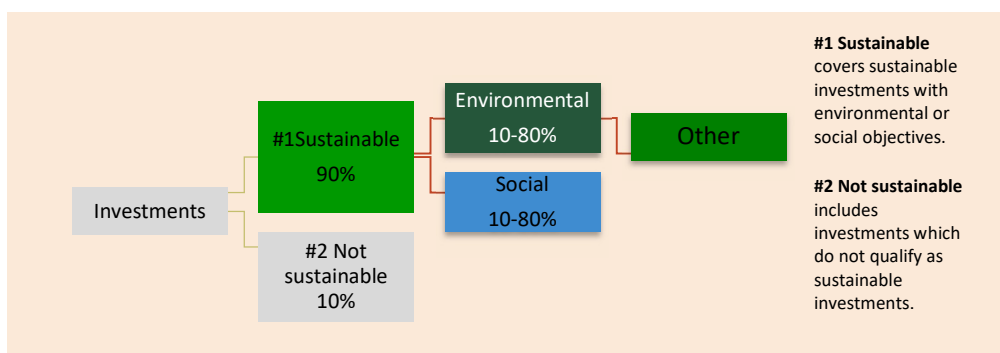 Investments
#1Sustainable
90%
#2 Not
sustainable
10%
Environmental
10-80%
Social
10-80%
Other
#1 Sustainable
covers sustainable
investments with
environmental or
social objectives.
#2 Not sustainable
includes
investments which
do not qualify as
sustainable
investments.